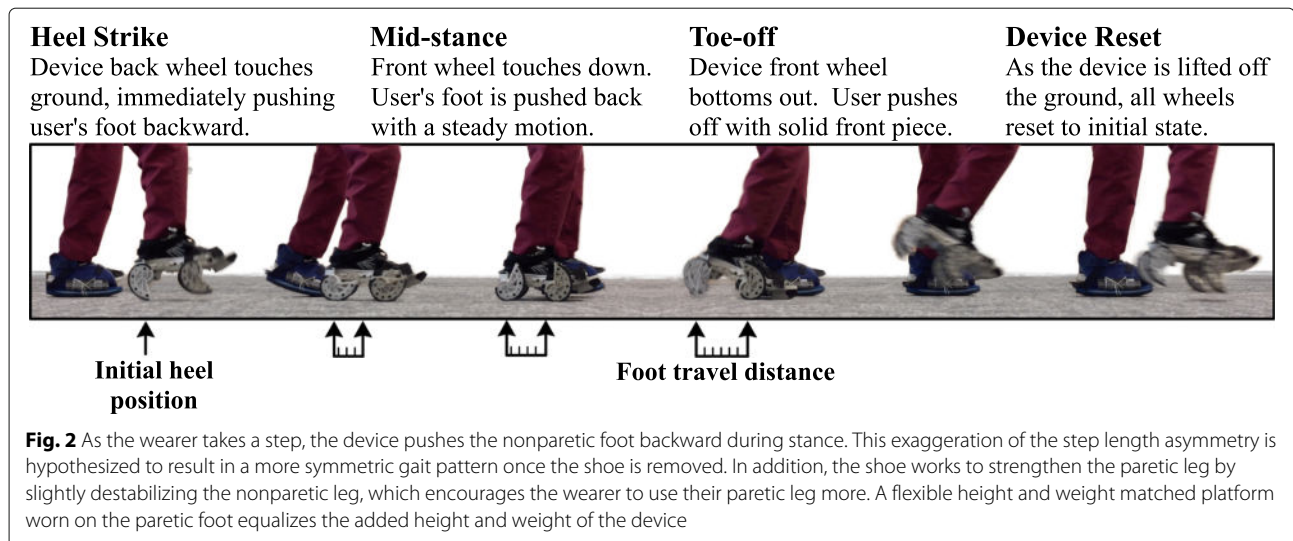 Heel Strike
Device back wheel touches
ground, immediately pushing
user's foot backward.
Mid-stance
Front wheel touches down.
User's foot is pushed back
with a steady motion.
Toe-off
Device front wheel
bottoms out.  User pushes
off with solid front piece.
Device Reset
As the device is lifted off
the ground, all wheels
reset to initial state.
Initial heel
position
Foot travel distance
Fig. 2 As the wearer takes a step, the device pushes the nonparetic foot backward during stance. This exaggeration of the step length asymmetry is
hypothesized to result in a more symmetric gait pattern once the shoe is removed. In addition, the shoe works to strengthen the paretic leg by
slightly destabilizing the nonparetic leg, which encourages the wearer to use their paretic leg more. A flexible height and weight matched platform
worn on the paretic foot equalizes the added height and weight of the device